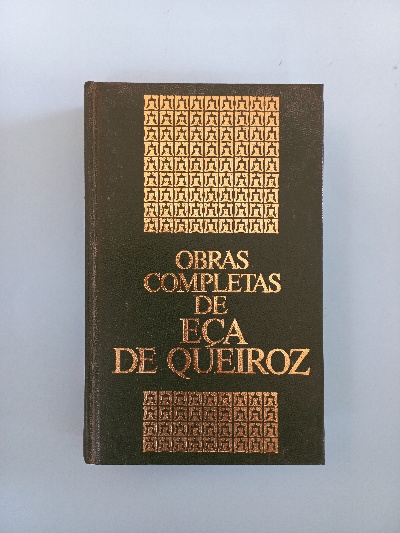 OBRAS
COMPLETAS
DE
EÇA
DE QUEIROZ